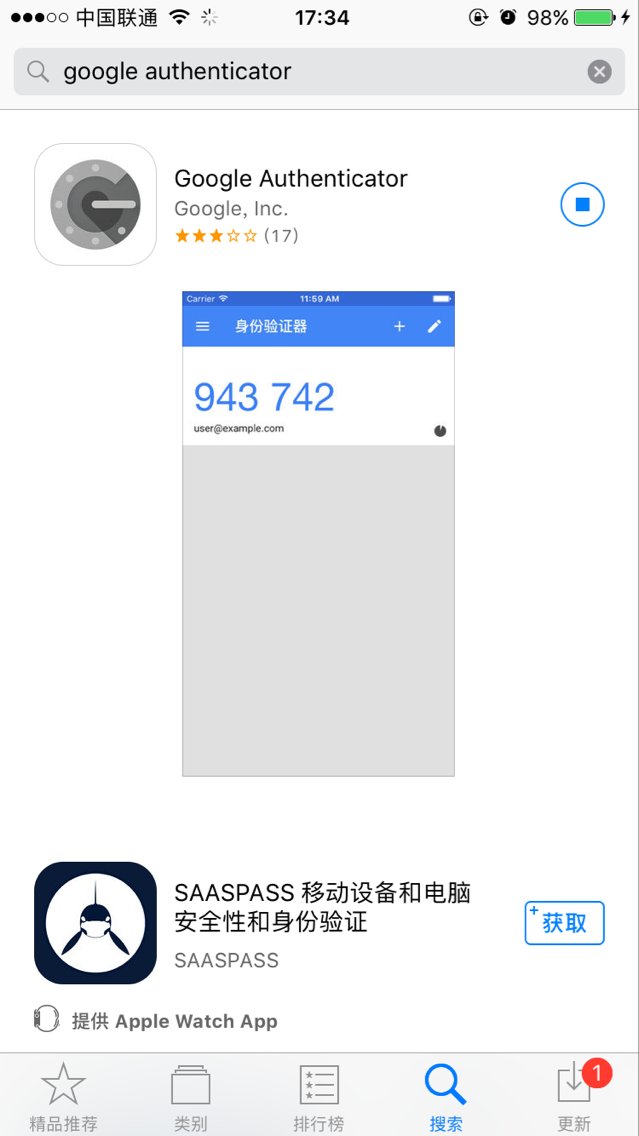 中国联通 17:34 98%
google authenticator
Google Authenticator
Google, Inc.
(17)
Carrier 11:59 AM
身份验证器
943 742
user@example.com
SAASPASS 移动设备和电脑
安全性和身份验证
+获取
SAASPASS
提供 Apple Watch App
1
精品推荐 类别 排行榜 搜索 更新